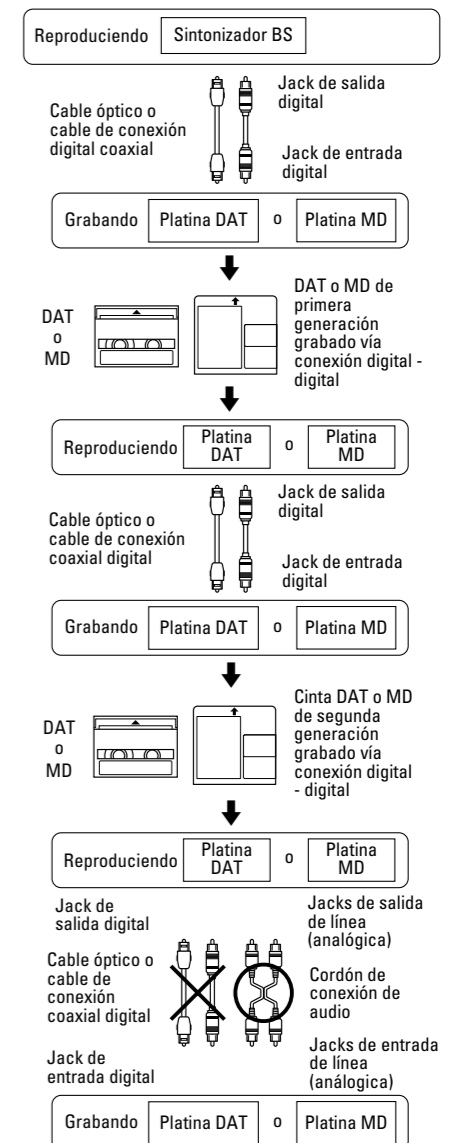 Reproduciendo Sintonizador BS
Jack de salida
digital
Cable óptico o
cable de conexión
digital coaxial
Jack de entrada
digital
Grabando Platina DAT o Platina MD
DAT
o
MD
DAT o MD de
primera
generación
grabado vía
conexión digital -
digital
Reproduciendo Platina
DAT o Platina
MD
Jack de salida
digital
Cable óptico o
cable de conexión
coaxial digital
Jack de entrada
digital
Grabando Platina DAT o Platina MD
DAT
o
MD
Cinta DAT o MD
de segunda
generación
grabado vía
conexión digital
- digital
Reproduciendo Platina
DAT o Platina
MD
Jack de
salida digital
Jacks de salida
de línea
(analógica)
Cable óptico o
cable de
conexión
coaxial digital
Cordón de
conexión de
audio
Jack de
entrada digital
Jacks de entrada
de línea
(análogica)
Grabando Platina DAT o Platina MD